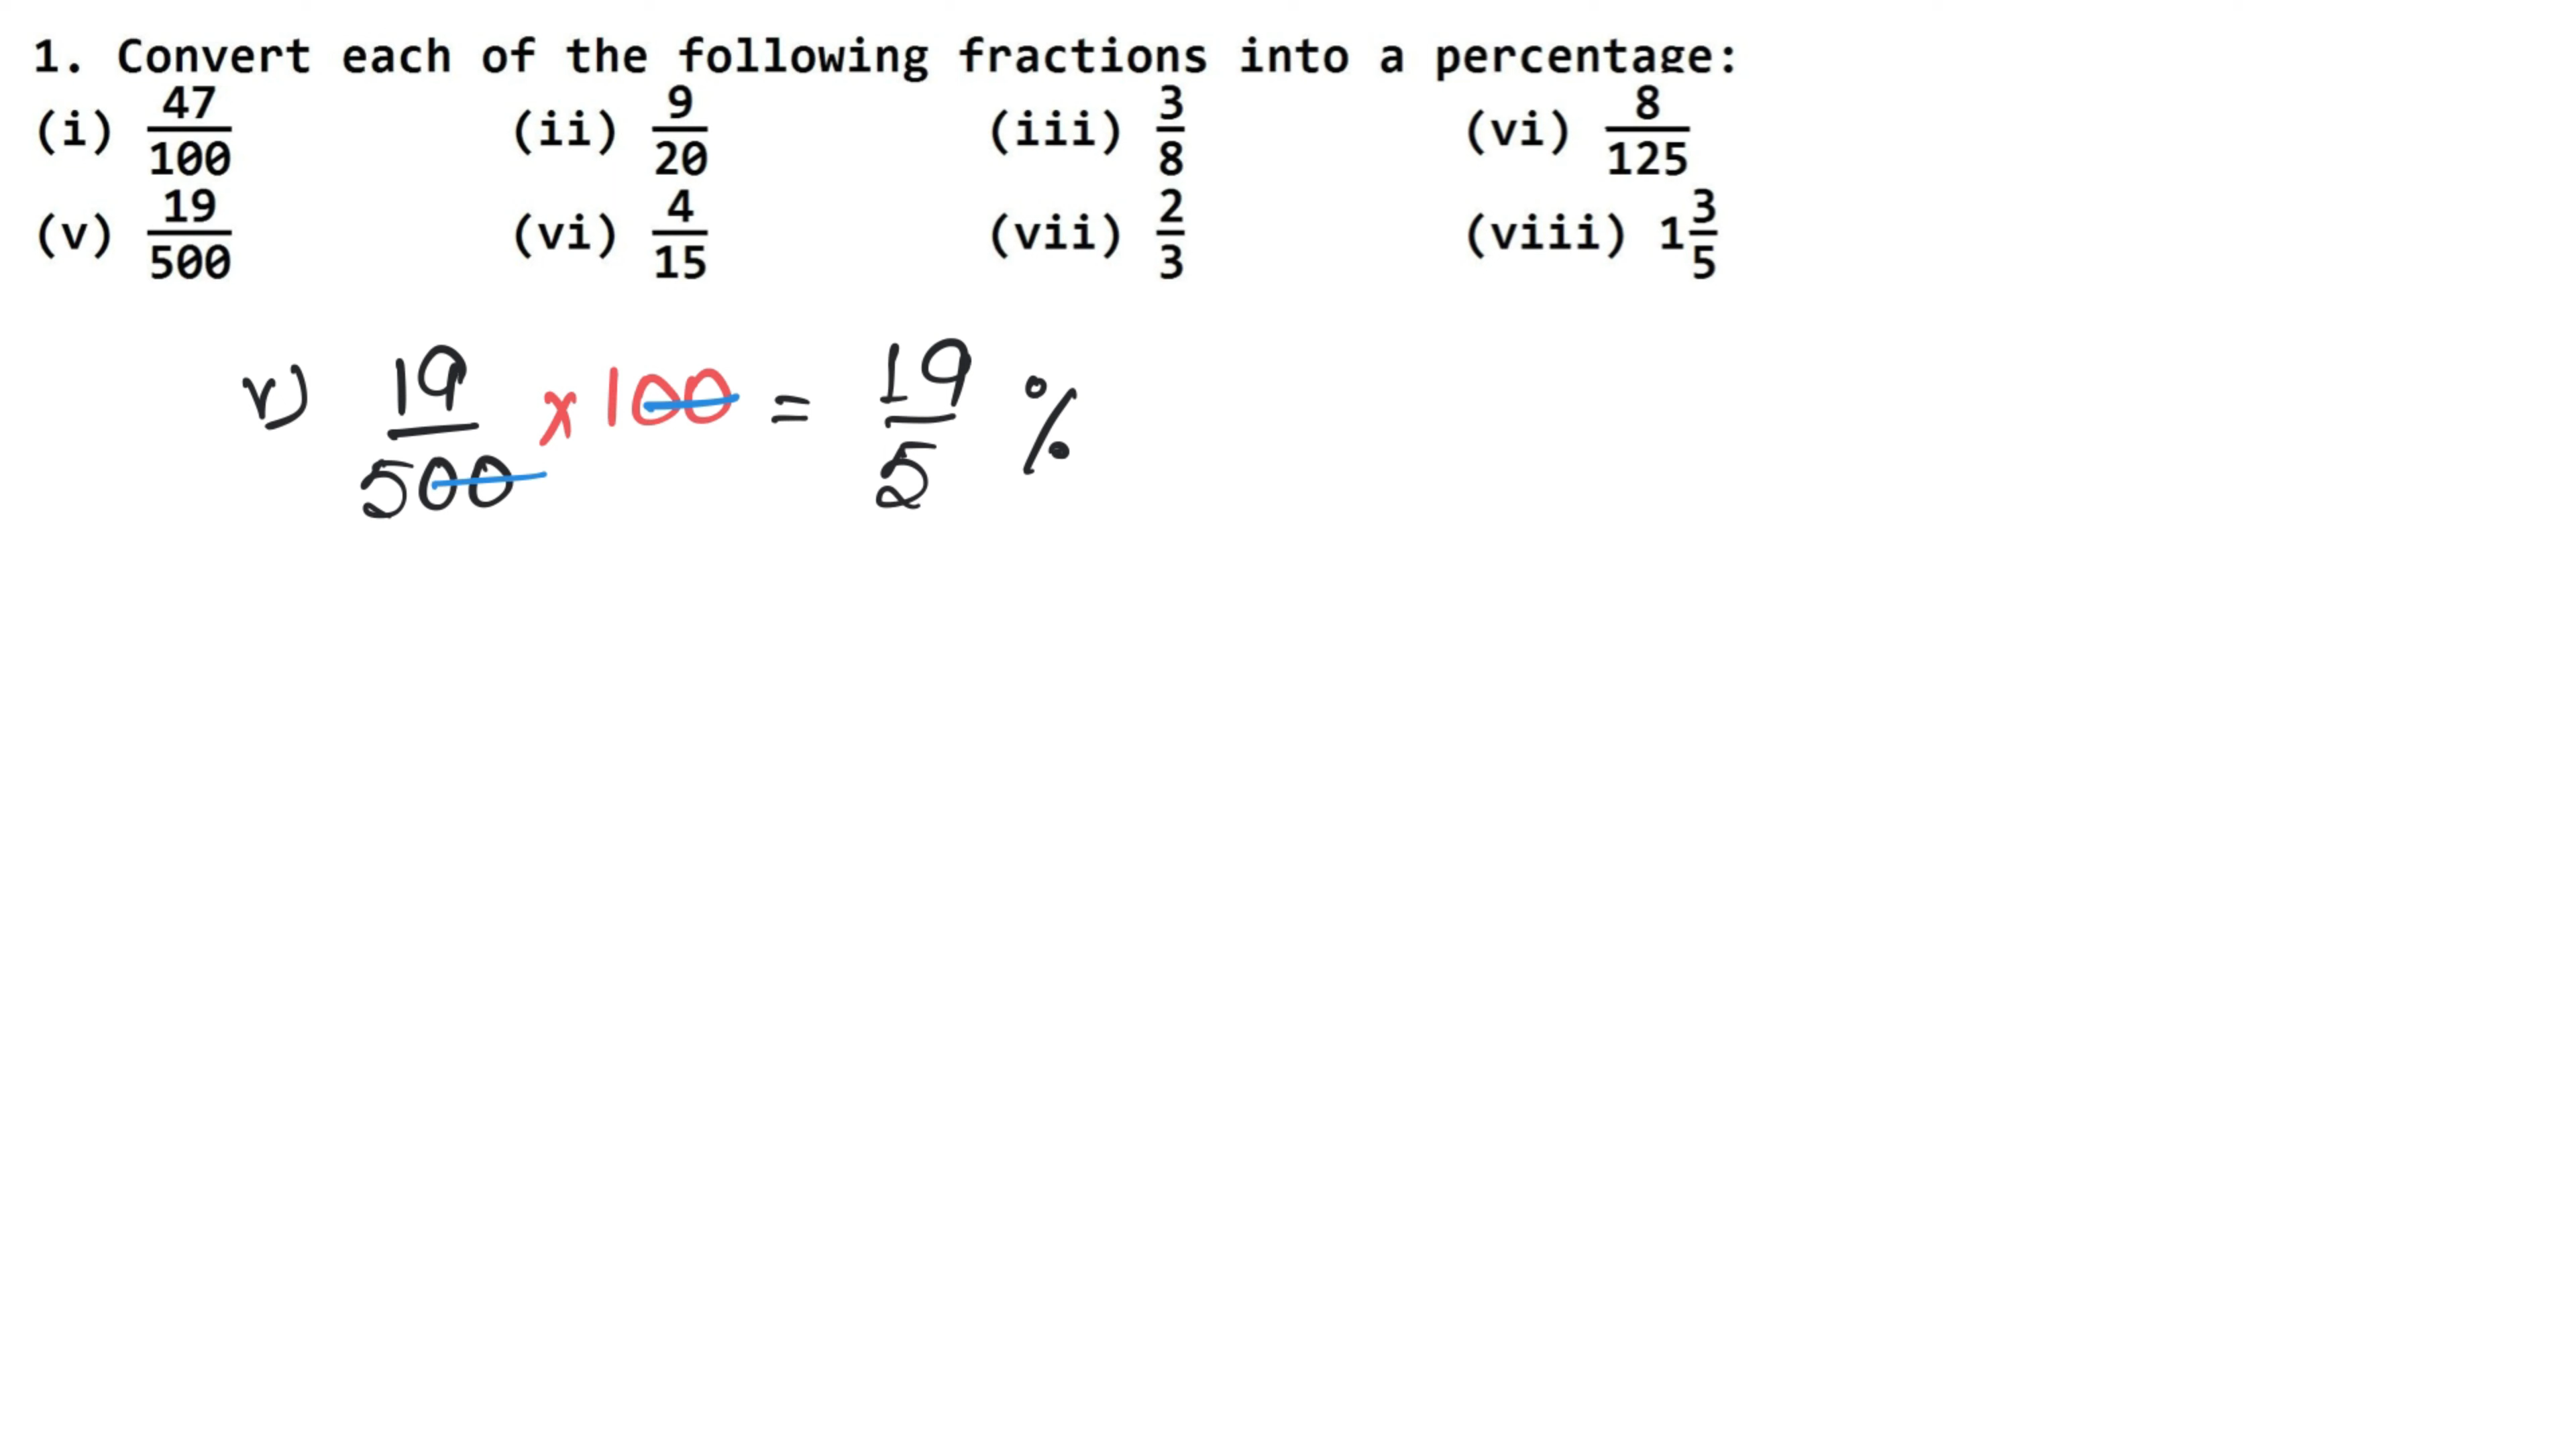 1. Convert each of the following fractions into a percentage:
(i) 47/100 (ii) 9/20 (iii) 3/8 (vi) 8/125
(v) 19/500 (vi) 4/15 (vii) 2/3 (viii) 1 3/5
v) 19/500 x 100 = 19/5 %